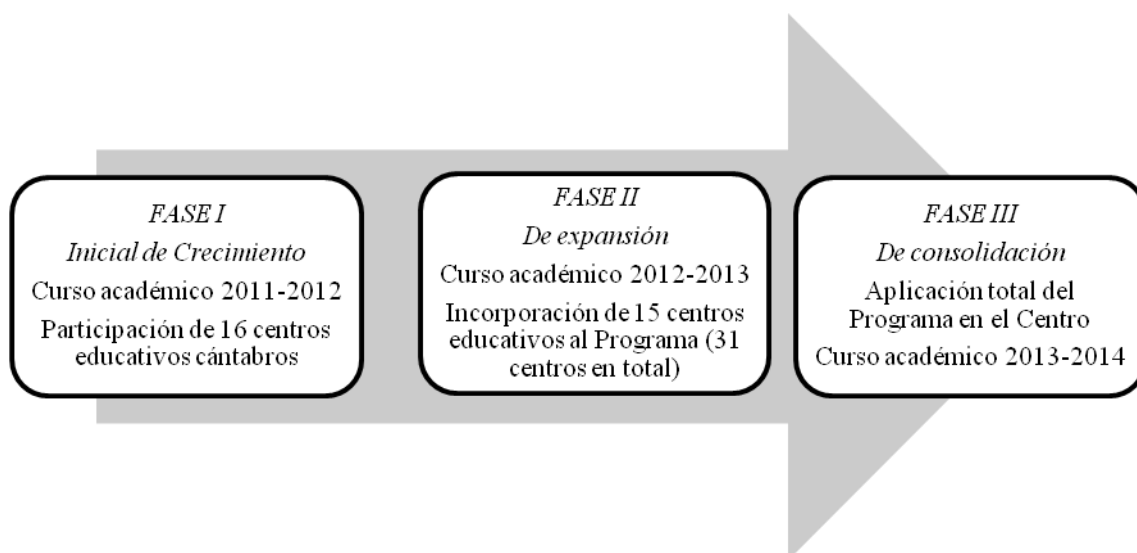 FASE I
Inicial de Crecimiento
Curso académico 2011-2012
Participación de 16 centros
educativos cántabros
FASE II
De expansión
Curso académico 2012-2013
Incorporación de 15 centros
educativos al Programa (31
centros en total)
FASE III
De consolidación
Aplicación total del
Programa en el Centro
Curso académico 2013-2014